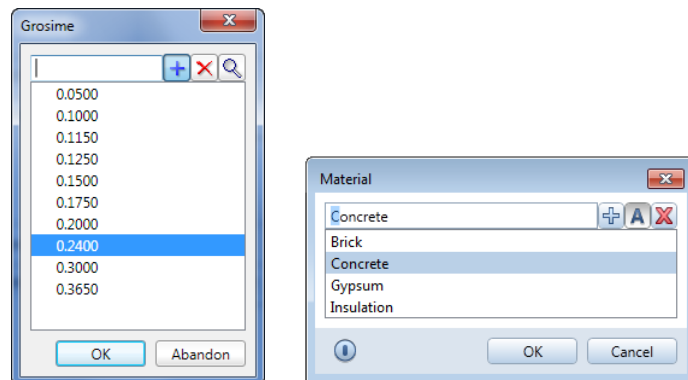 Grosime
0.0500
0.1000
0.1150
0.1250
0.1500
0.1750
0.2000
0.2400
0.3000
0.3650
OK Abandon
Material
Concrete
A
Brick
Concrete
Gypsum
Insulation
OK Cancel